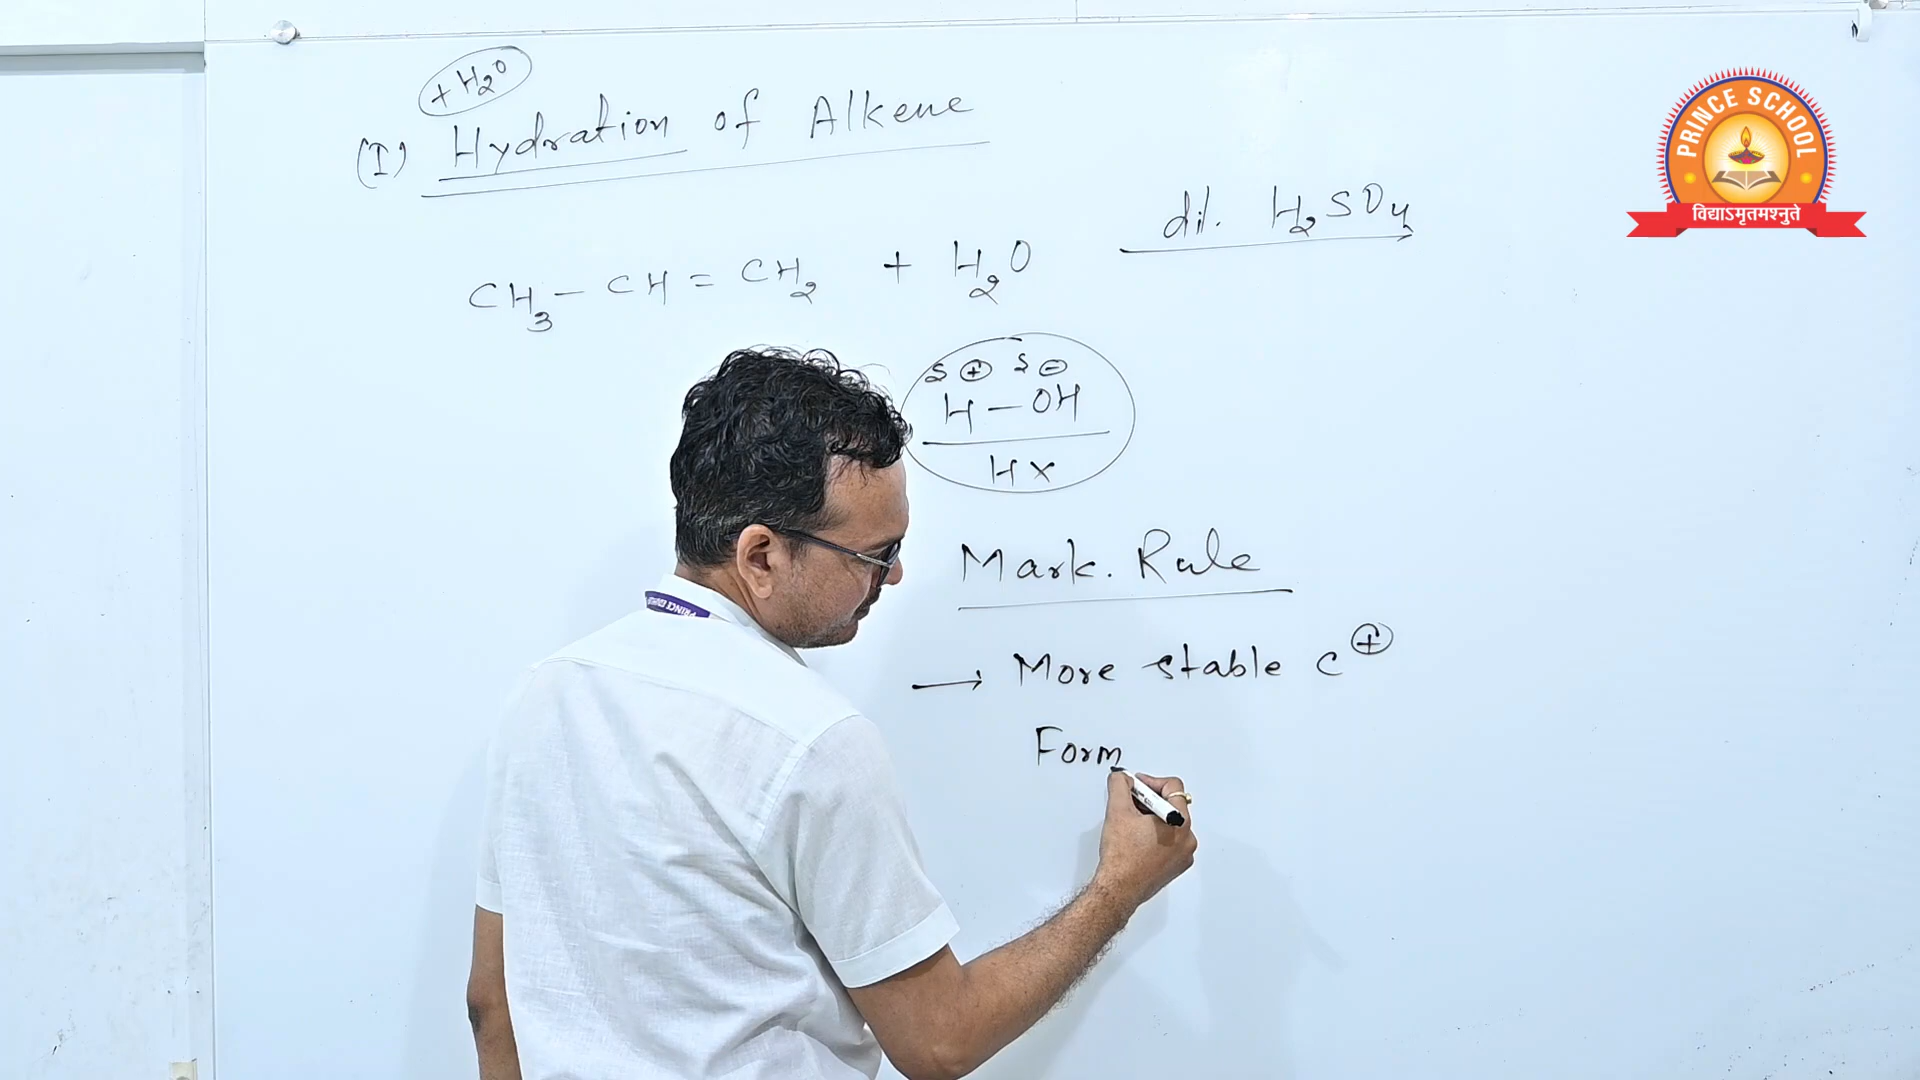 + H2O
(I) Hydration of Alkene
dil. H2SO4
CH3 - CH = CH2 + H2O
δ⊕ δ⊖
H - OH
HX
Mark. Rule
→ More stable C⊕
Form
PRINCE SCHOOL
विद्याऽमृतमश्नुते